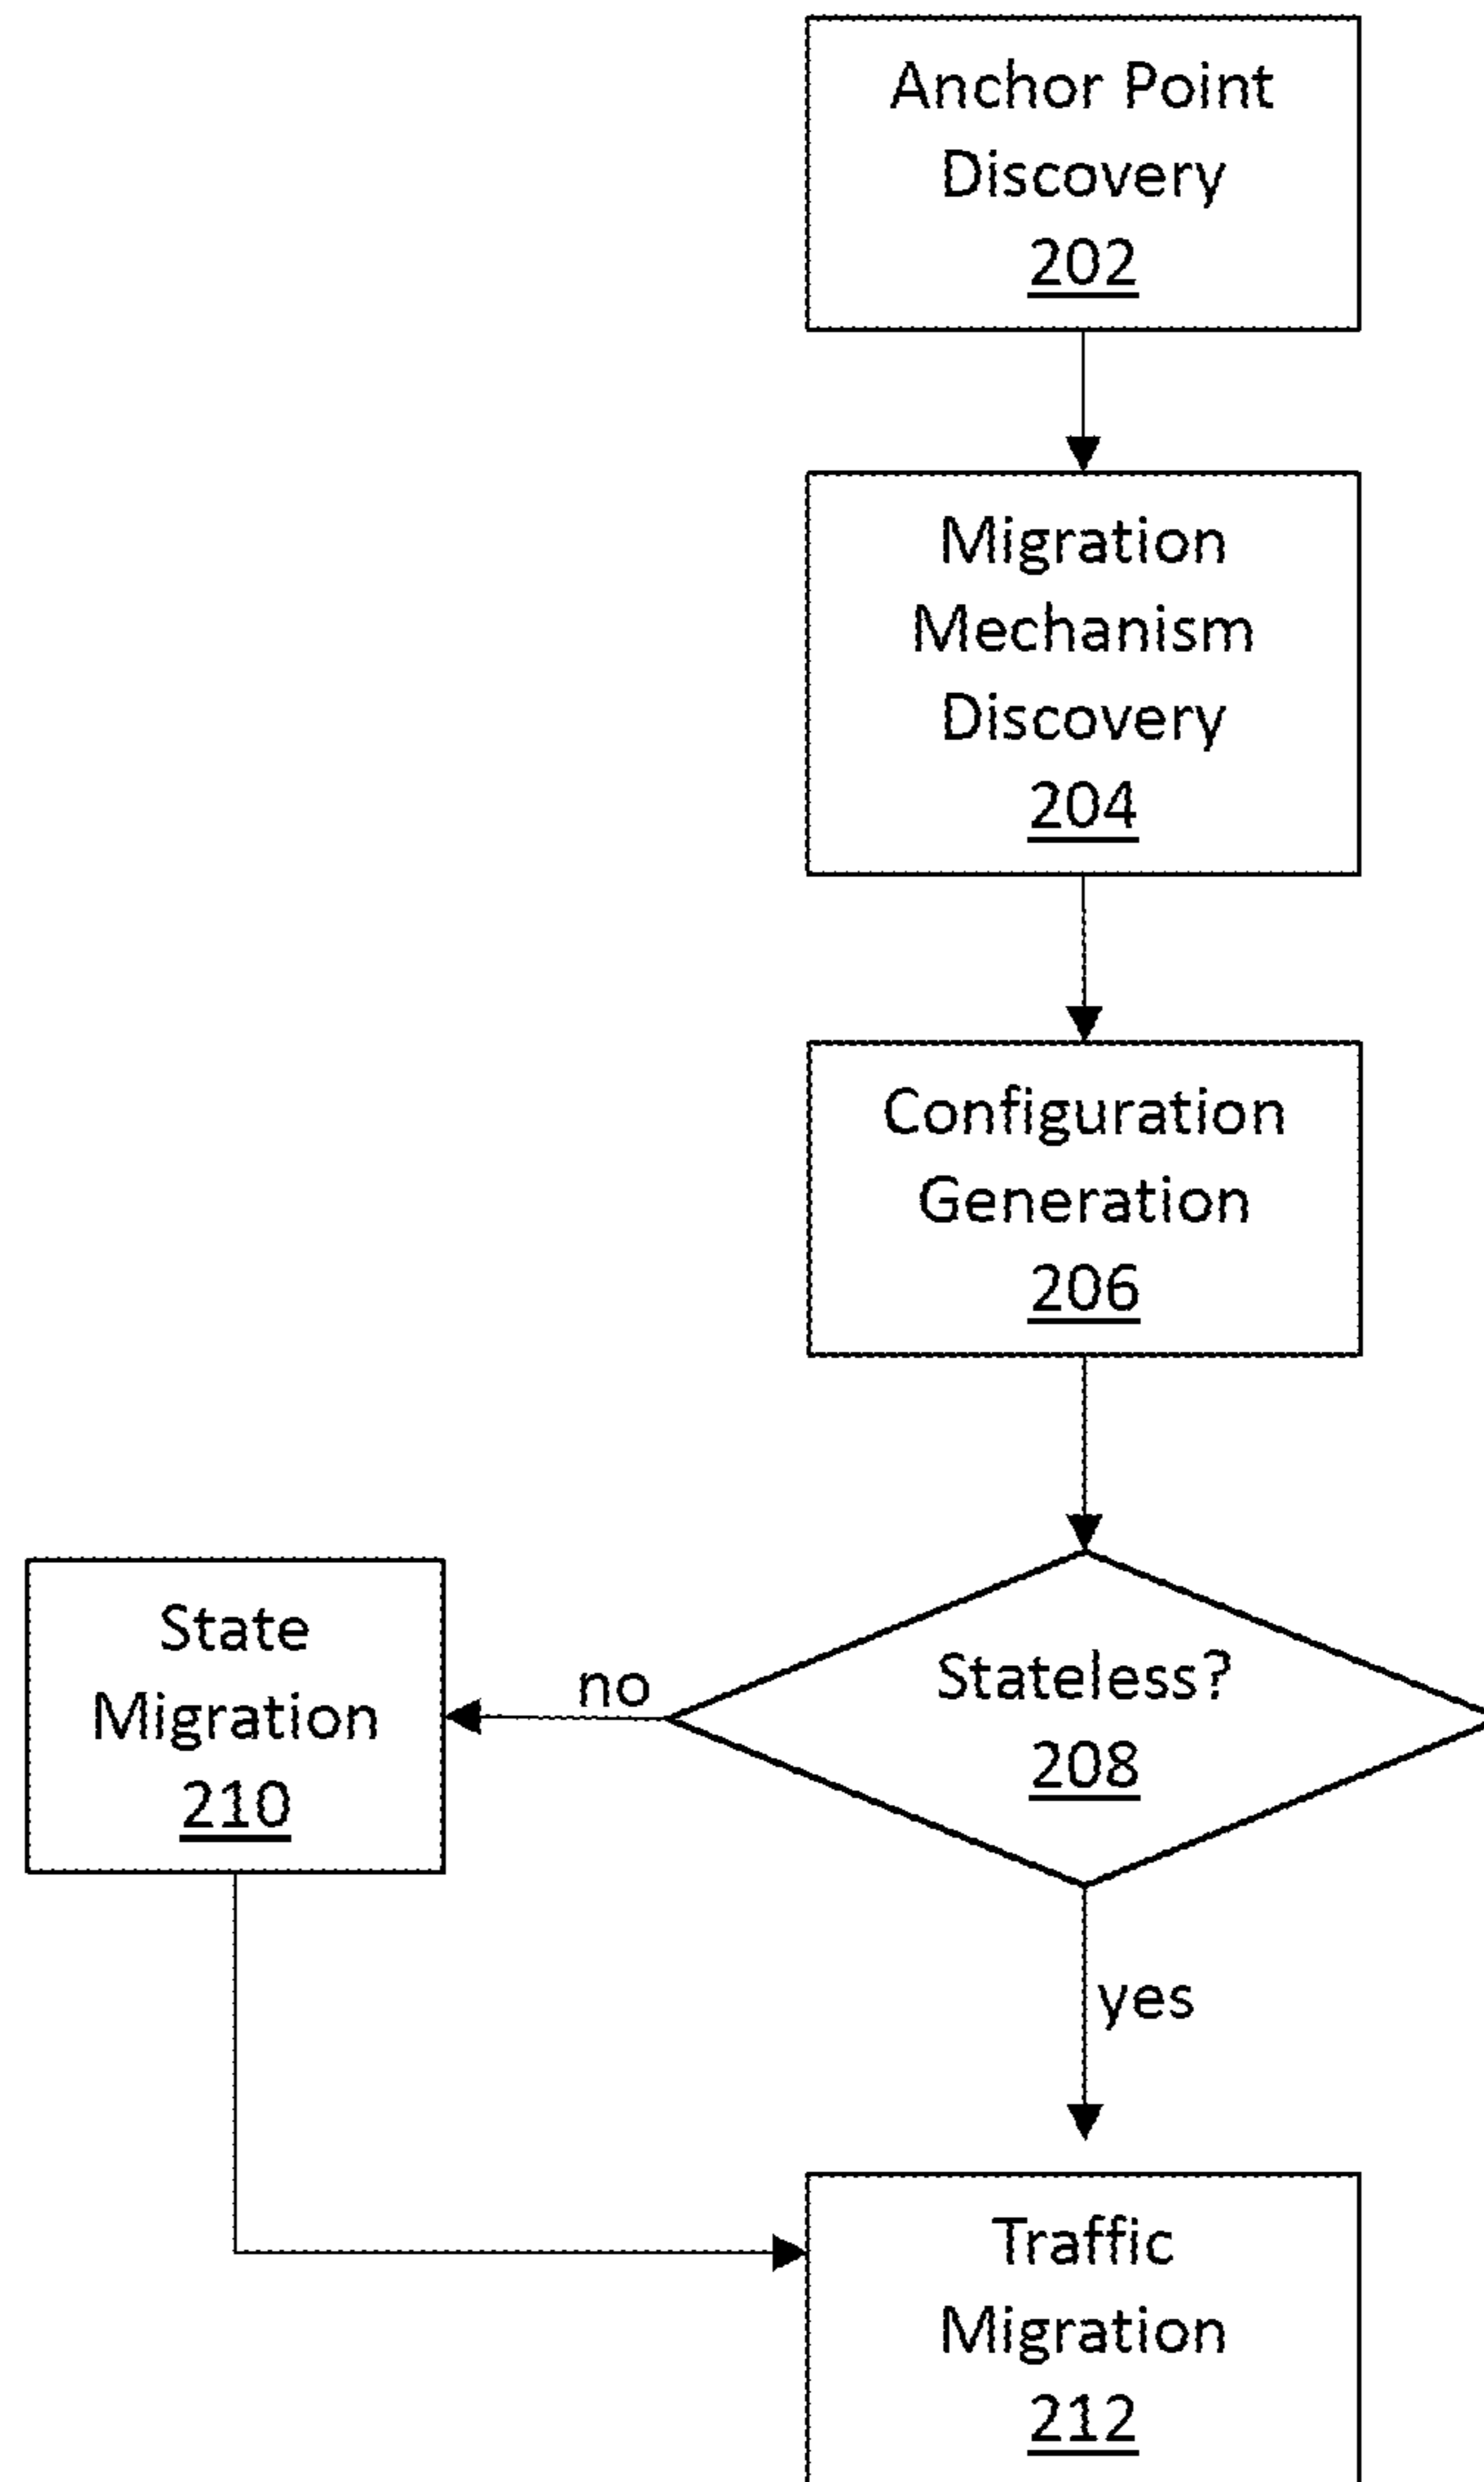 Anchor Point
Discovery
202
Migration
Mechanism
Discovery
204
Configuration
Generation
206
Stateless?
208
no
State
Migration
210
yes
Traffic
Migration
212